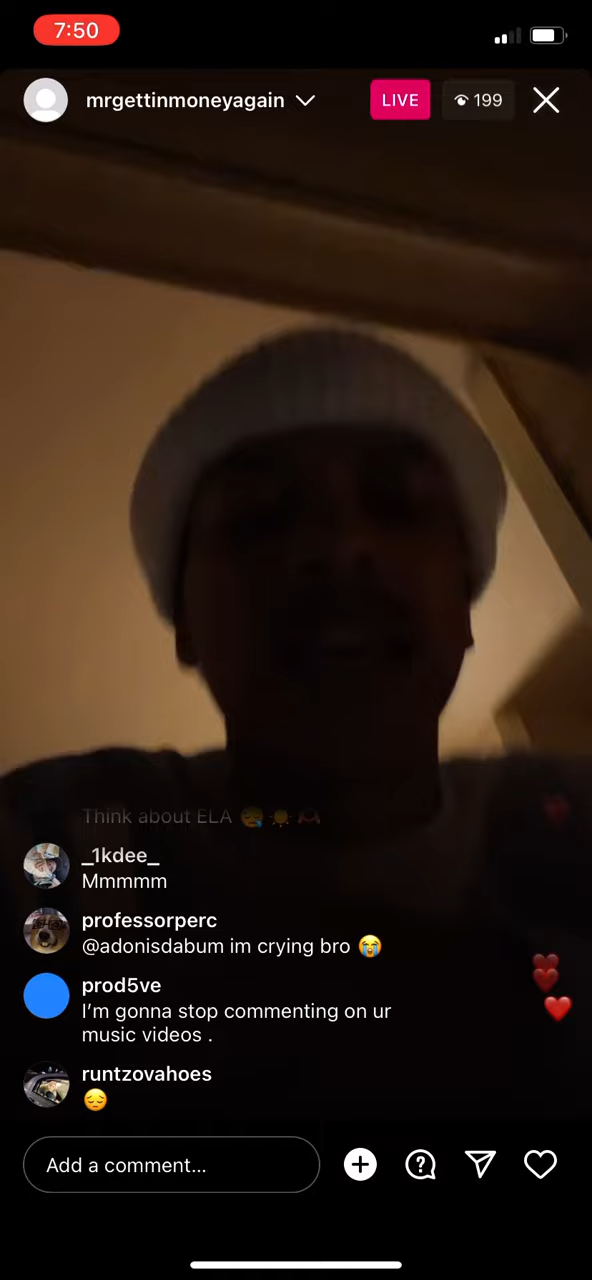 7:50
mrgettinmoneyagain
LIVE
199
Think about ELA 😪☀️🫶🏿
_1kdee_
Mmmmm
professorperc
@adonisdabum im crying bro 😭
prod5ve
I’m gonna stop commenting on ur
music videos .
runtzovahoes
😔
Add a comment...